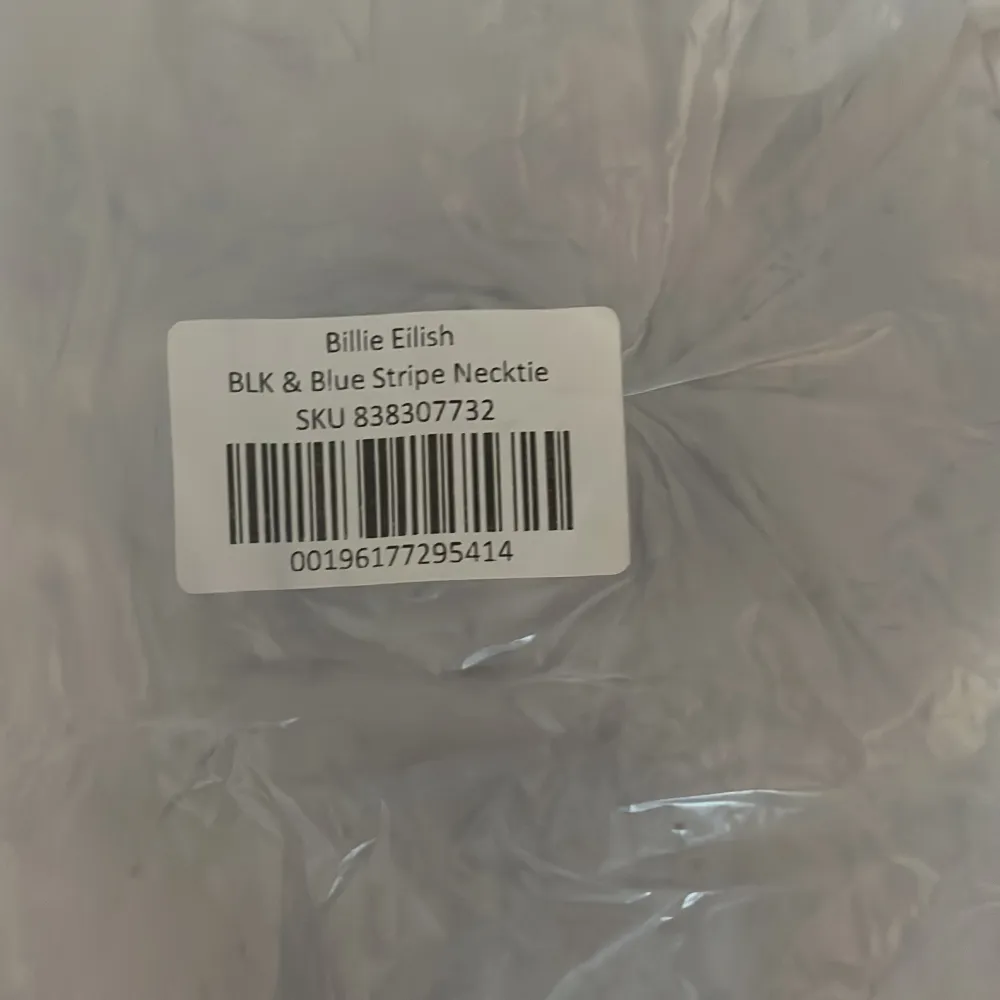 Billie Eilish
BLK & Blue Stripe Necktie
SKU 838307732
00196177295414